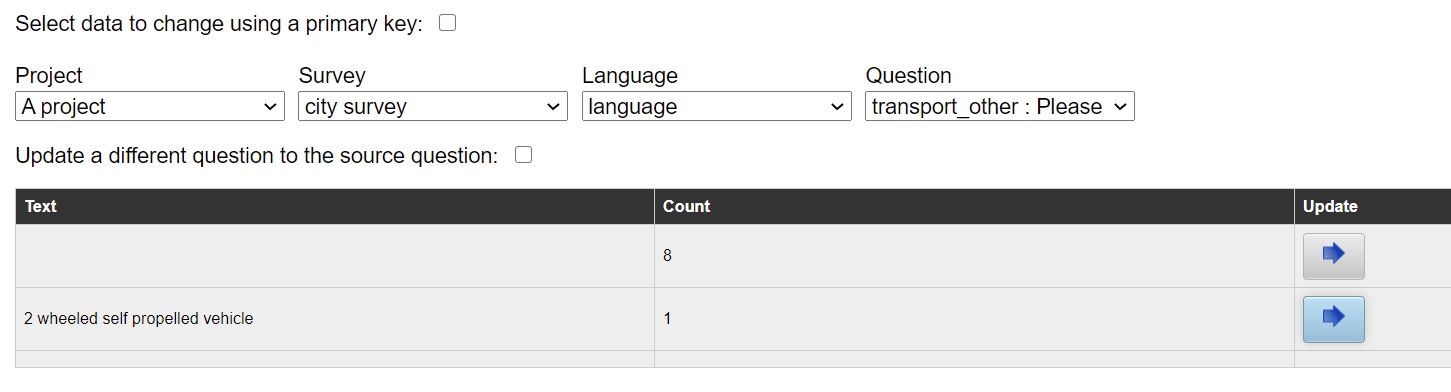 Select data to change using a primary key:
Project Survey Language Question
A project city survey language transport_other : Please
Update a different question to the source question:
Text Count Update
8
2 wheeled self propelled vehicle 1